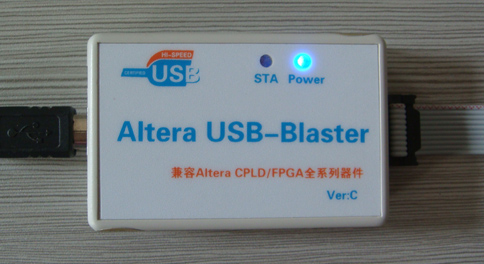 HI-SPEED
CERTIFIED USB
STA Power
Altera USB-Blaster
兼容Altera CPLD/FPGA全系列器件
Ver:C